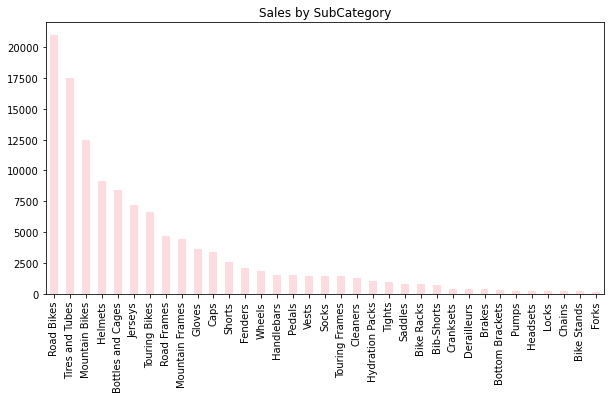 Sales by SubCategory
20000
17500
15000
12500
10000
7500
5000
2500
0
Road Bikes
Tires and Tubes
Mountain Bikes
Helmets
Bottles and Cages
Jerseys
Touring Bikes
Road Frames
Mountain Frames
Gloves
Caps
Shorts
Fenders
Wheels
Handlebars
Pedals
Vests
Socks
Touring Frames
Cleaners
Hydration Packs
Tights
Saddles
Bike Racks
Bib-Shorts
Cranksets
Derailleurs
Brakes
Bottom Brackets
Pumps
Headsets
Locks
Chains
Bike Stands
Forks